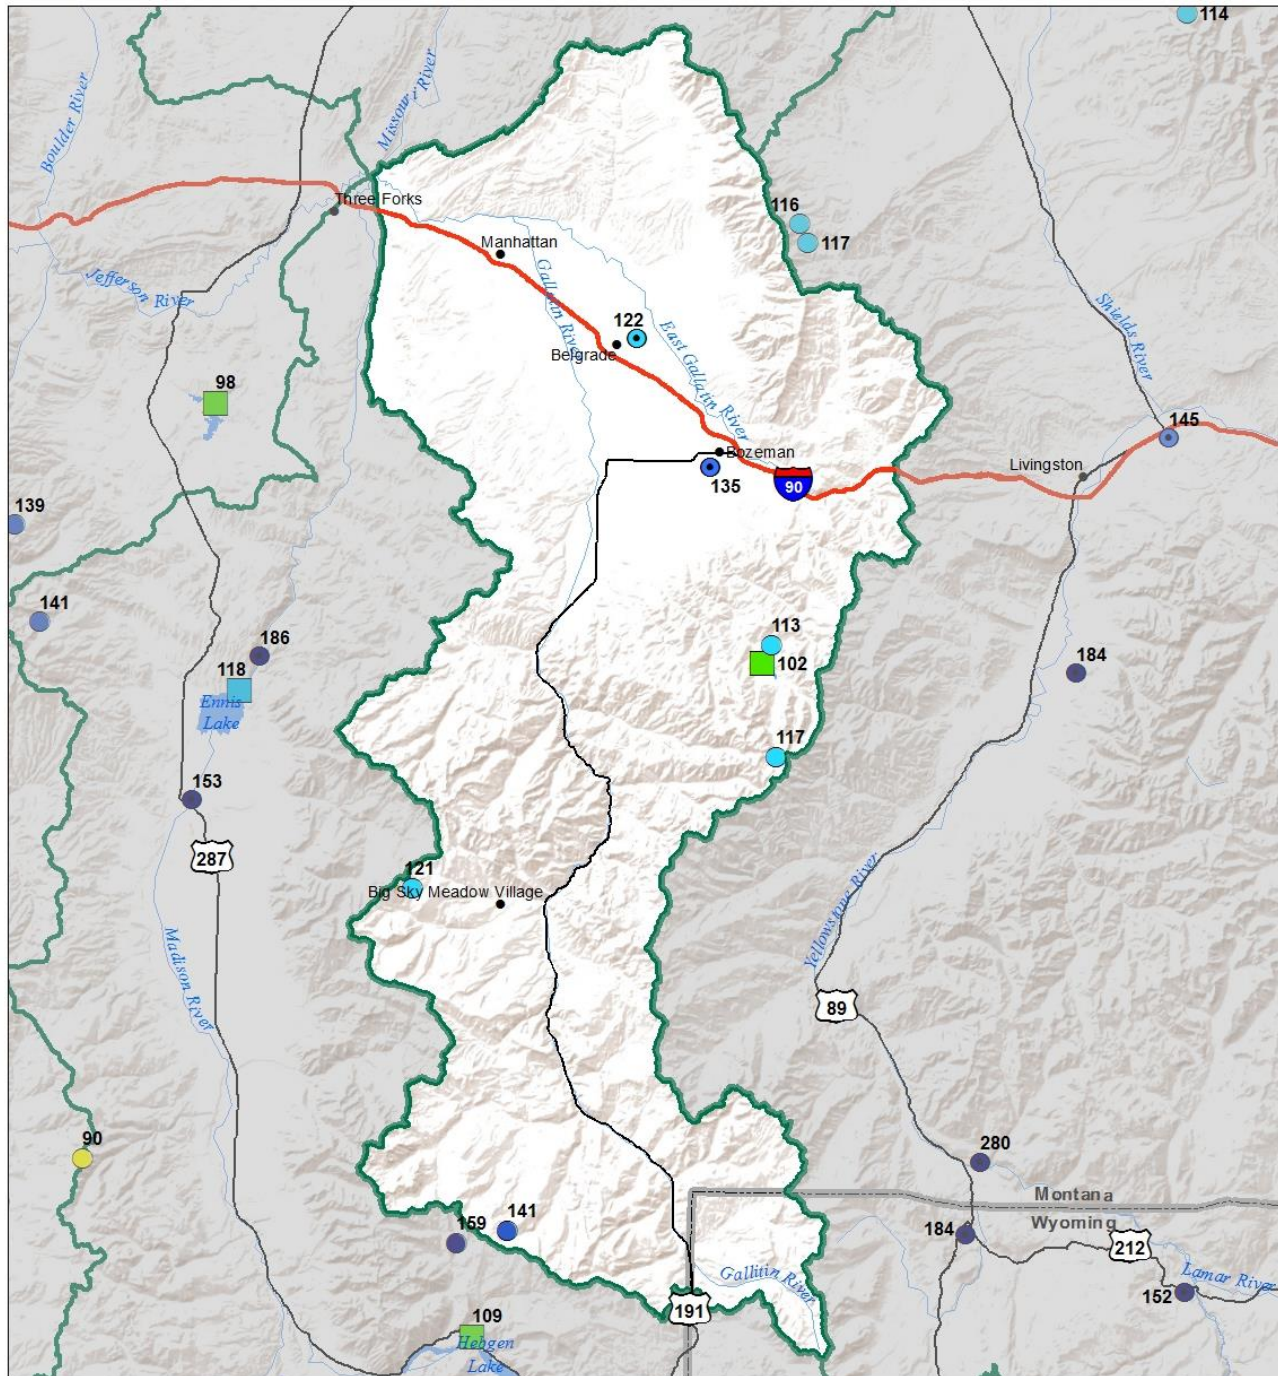 114
Boulder River
Missouri River
Three Forks
116
117
Manhattan
Jefferson River
Gallatin River
East Gallatin River
Shields River
122
Belgrade
98
145
Bozeman
Livingston
135
90
139
141
186
113
118
102
184
Ennis
Lake
117
153
287
121
Big Sky Meadow Village
Yellowstone River
Madison River
89
90
280
Montana
Wyoming
159
141
184
212
Gallitin River
Lamar River
152
191
109
Hebgen
Lake